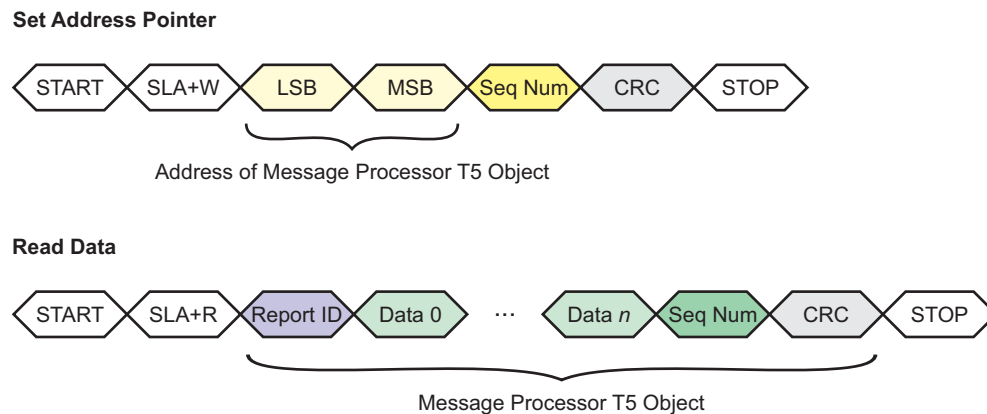 Set Address Pointer
START SLA+W LSB MSB Seq Num CRC STOP
Address of Message Processor T5 Object
Read Data
START SLA+R Report ID Data 0 ... Data n Seq Num CRC STOP
Message Processor T5 Object